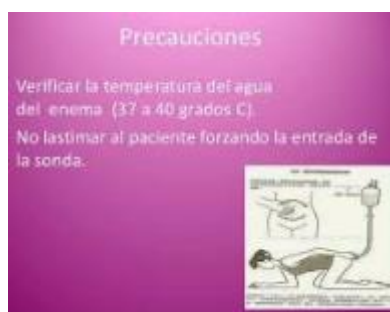 Precauciones
Verificar la temperatura del agua
del enema (37 a 40 grados C).
No lastimar al paciente forzando la entrada de
la sonda.